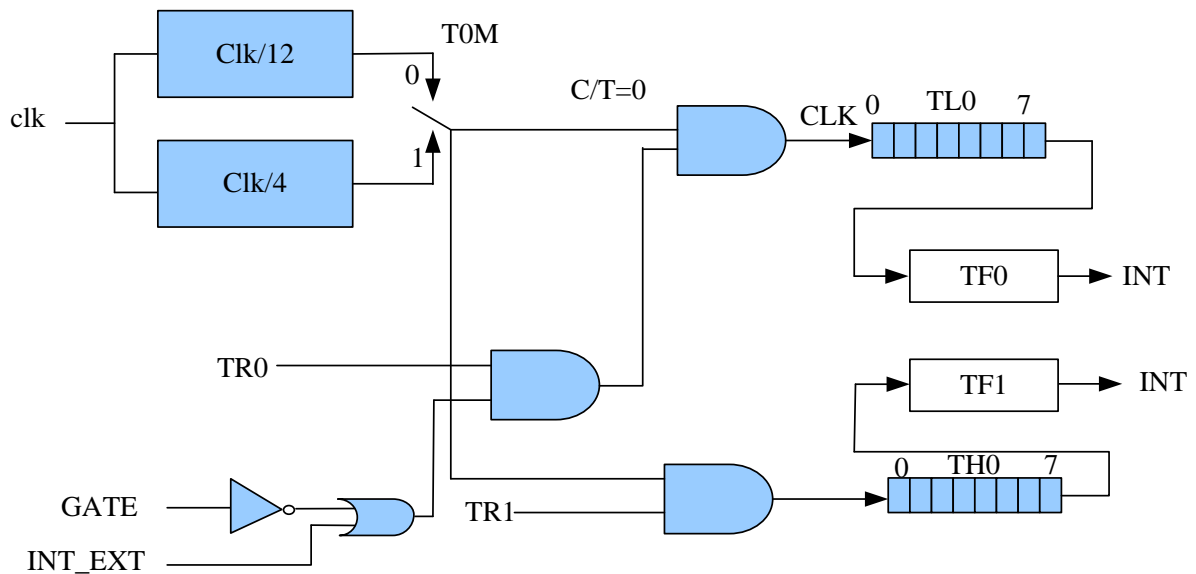 Clk/12
T0M
0
clk
C/T=0
CLK
0
TL0
7
1
Clk/4
TF0
INT
TR0
TF1
INT
GATE
TR1
0
TH0
7
INT_EXT